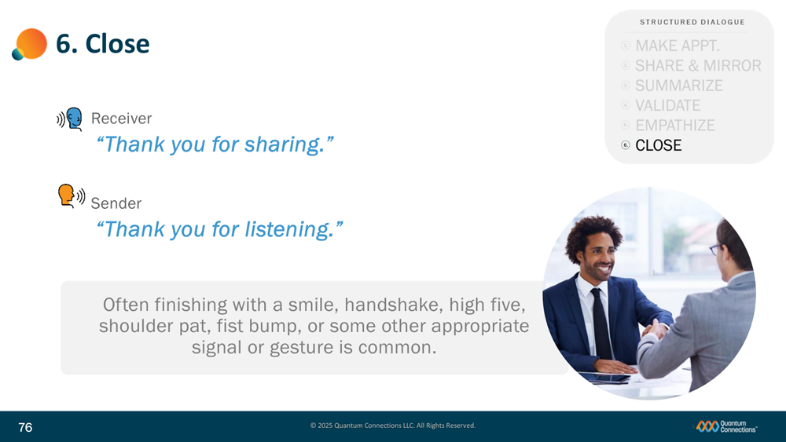 6. Close
STRUCTURED DIALOGUE
1. MAKE APPT.
2. SHARE & MIRROR
3. SUMMARIZE
4. VALIDATE
5. EMPATHIZE
6. CLOSE
Receiver
“Thank you for sharing.”
Sender
“Thank you for listening.”
Often finishing with a smile, handshake, high five,
shoulder pat, fist bump, or some other appropriate
signal or gesture is common.
76
© 2025 Quantum Connections LLC. All Rights Reserved.
Quantum
Connections™